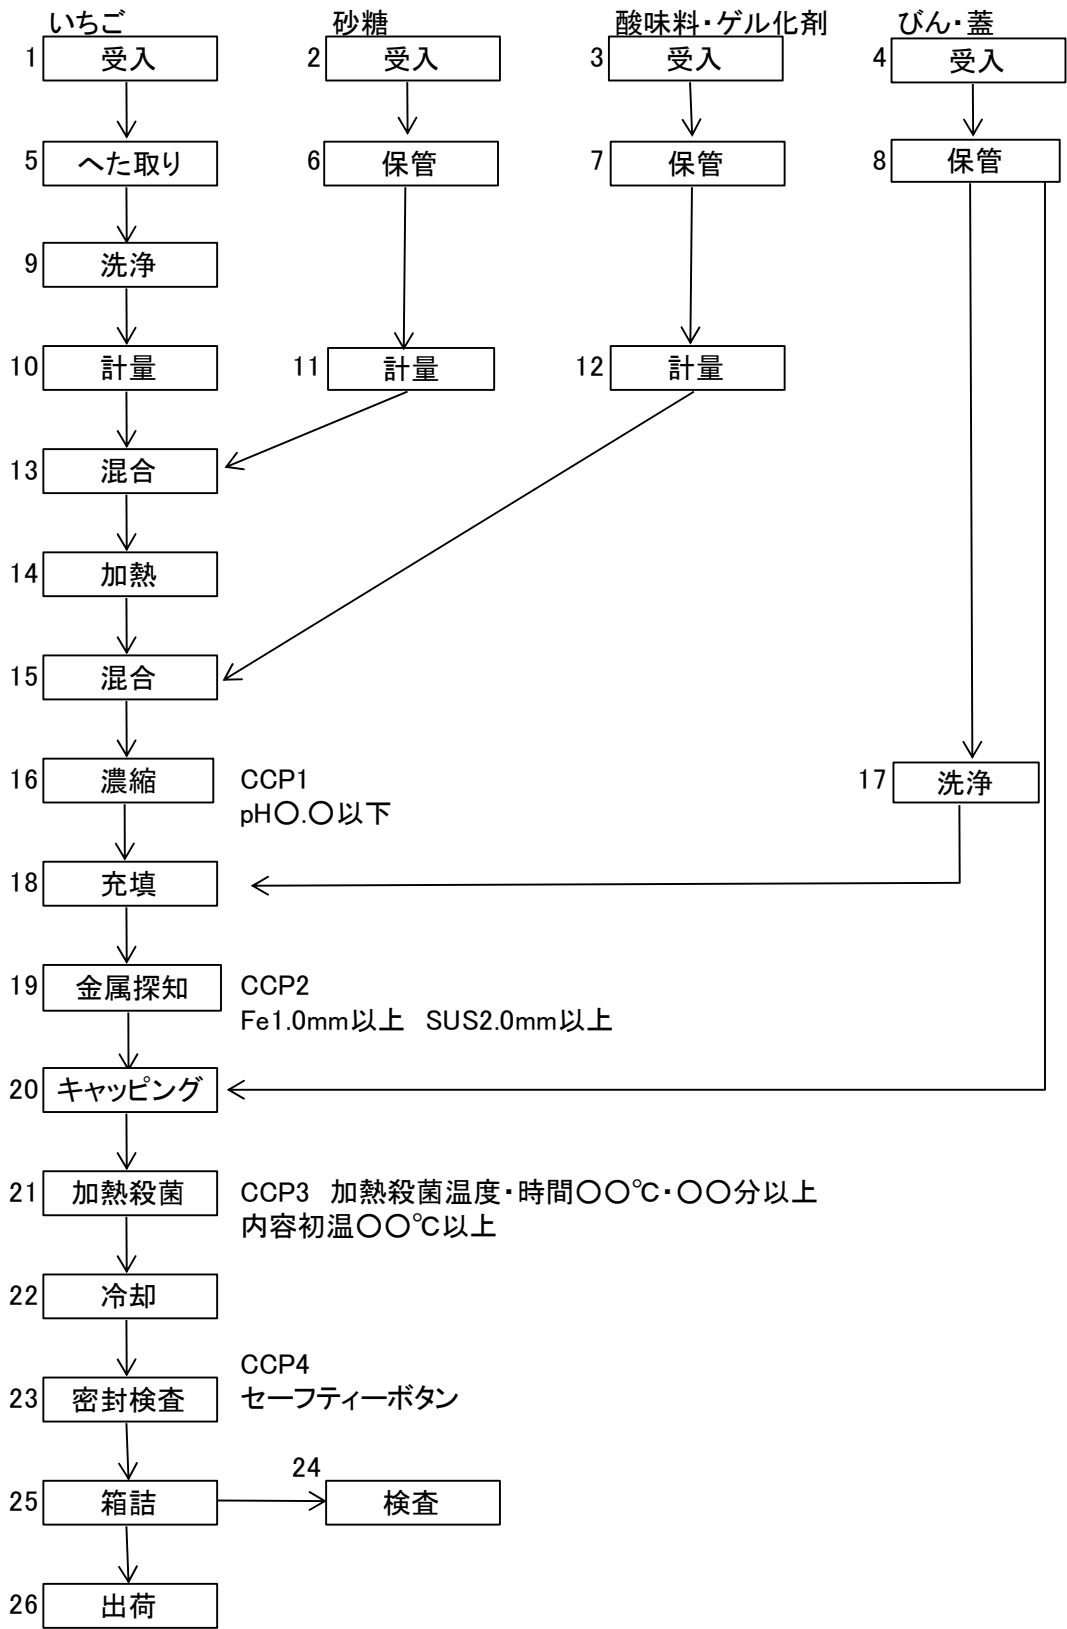 いちご 砂糖 酸味料・ゲル化剤 びん・蓋
1 受入 2 受入 3 受入 4 受入
5 へた取り 6 保管 7 保管 8 保管
9 洗浄
10 計量 11 計量 12 計量
13 混合
14 加熱
15 混合
16 濃縮 CCP1 17 洗浄
pH〇.〇以下
18 充填
19 金属探知 CCP2
Fe1.0mm以上 SUS2.0mm以上
20 キャッピング
21 加熱殺菌 CCP3 加熱殺菌温度・時間〇〇℃・〇〇分以上
内容初温〇〇℃以上
22 冷却
CCP4
23 密封検査 セーフティーボタン
24
25 箱詰 検査
26 出荷